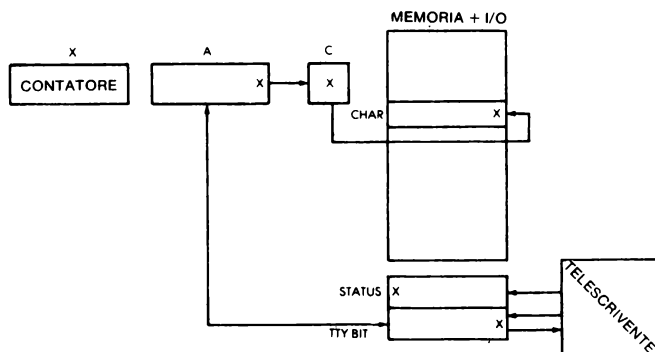 MEMORIA + I/O
X A C
CONTATORE X X
CHAR X
STATUS X
TTY BIT X
TELESCRIVENTE